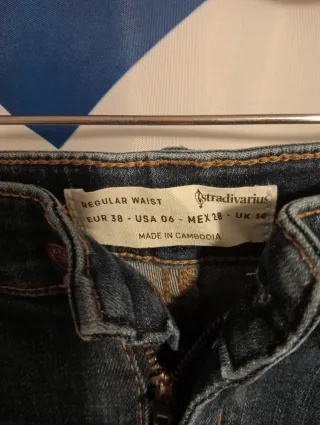 REGULAR WAIST stradivarius
EUR 38 - USA 06 - MEX 28 - UK 10
MADE IN CAMBODIA